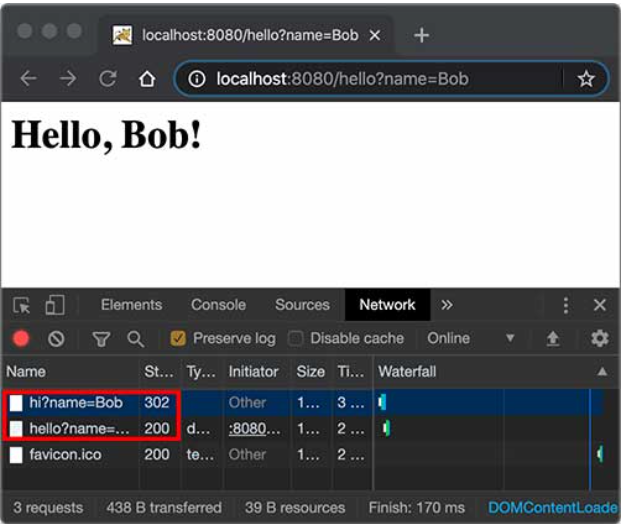 localhost:8080/hello?name=Bob
localhost:8080/hello?name=Bob
Hello, Bob!
Elements Console Sources Network »
Preserve log Disable cache Online
Name St... Ty... Initiator Size Ti... Waterfall
hi?name=Bob 302 Other 1... 3 ...
hello?name=... 200 d... :8080... 1... 2 ...
favicon.ico 200 te... Other 1... 2 ...
3 requests 438 B transferred 39 B resources Finish: 170 ms DOMContentLoade